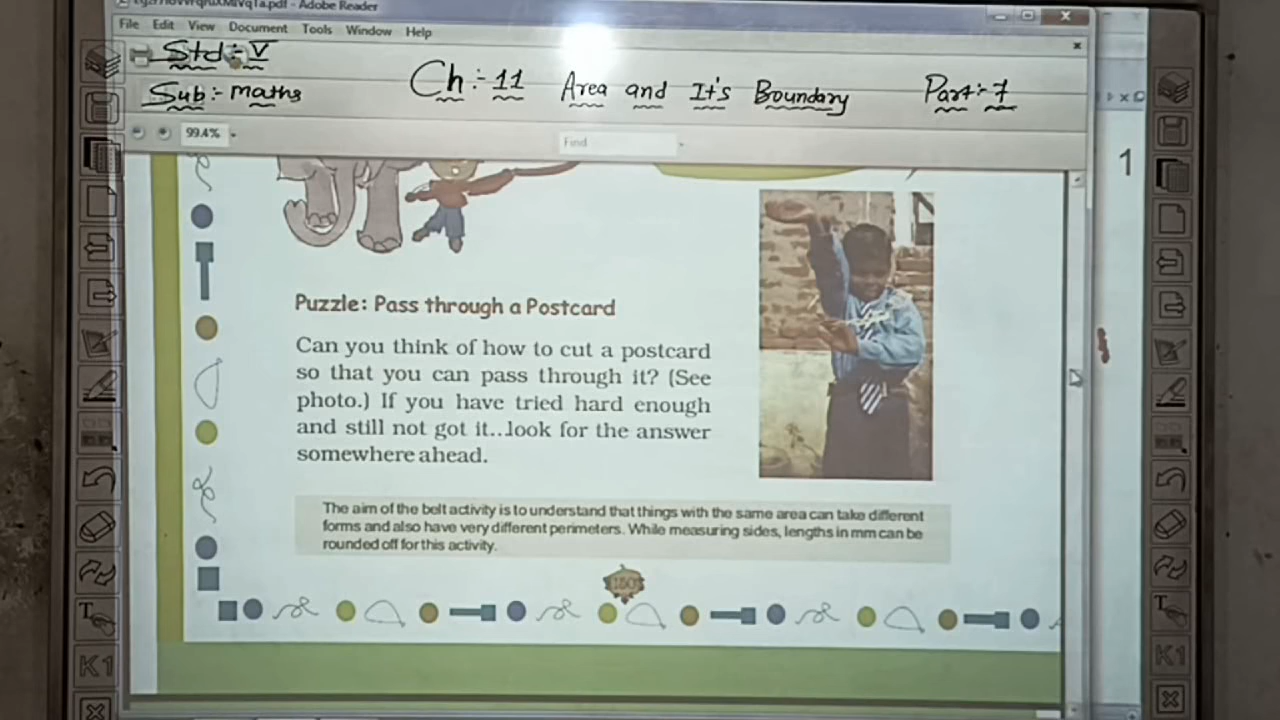 - Adobe Reader
File Edit View Document Tools Window Help
Std:- V
Sub:- maths
Ch:- 11 Area and It's Boundary Part:- 7
99.4%
Find
1
Puzzle: Pass through a Postcard
Can you think of how to cut a postcard
so that you can pass through it? (See
photo.) If you have tried hard enough
and still not got it...look for the answer
somewhere ahead.
The aim of the belt activity is to understand that things with the same area can take different
forms and also have very different perimeters. While measuring sides, lengths in mm can be
rounded off for this activity.
150
T
K1
T
K1